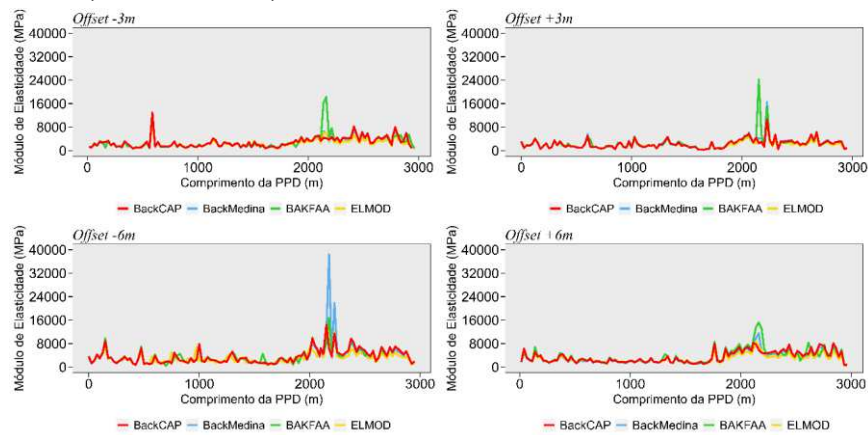 Offset -3m
Módulo de Elasticidade (MPa)
40000
32000
24000
16000
8000
0
0 1000 2000 3000
Comprimento da PPD (m)
BackCAP BackMedina BAKFAA ELMOD
Offset +3m
Módulo de Elasticidade (MPa)
40000
32000
24000
16000
8000
0
0 1000 2000 3000
Comprimento da PPD (m)
BackCAP BackMedina BAKFAA ELMOD
Offset -6m
Módulo de Elasticidade (MPa)
40000
32000
24000
16000
8000
0
0 1000 2000 3000
Comprimento da PPD (m)
BackCAP BackMedina BAKFAA ELMOD
Offset +6m
Módulo de Elasticidade (MPa)
40000
32000
24000
16000
8000
0
0 1000 2000 3000
Comprimento da PPD (m)
BackCAP BackMedina BAKFAA ELMOD